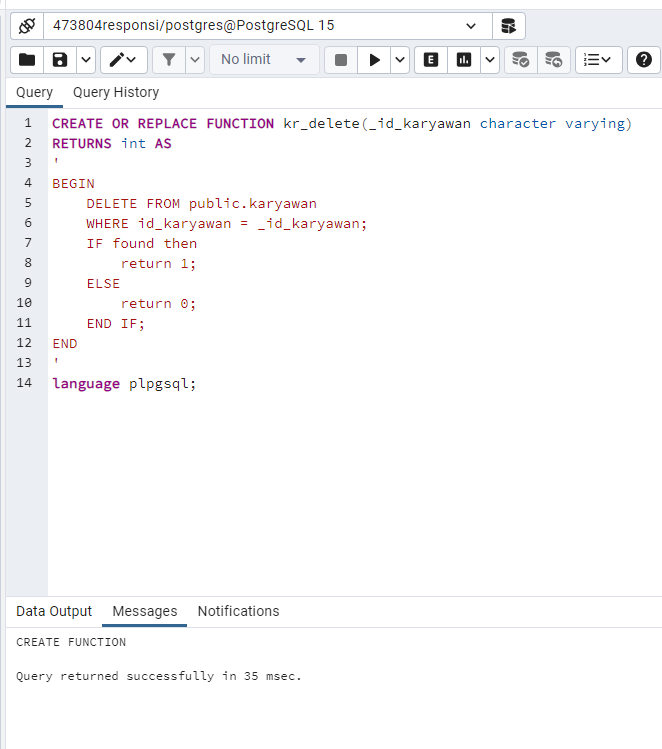 473804responsi/postgres@PostgreSQL 15
No limit
E
?
Query Query History
1 CREATE OR REPLACE FUNCTION kr_delete(_id_karyawan character varying)
2 RETURNS int AS
3 '
4 BEGIN
5 DELETE FROM public.karyawan
6 WHERE id_karyawan = _id_karyawan;
7 IF found then
8 return 1;
9 ELSE
10 return 0;
11 END IF;
12 END
13 '
14 language plpgsql;
Data Output Messages Notifications
CREATE FUNCTION
Query returned successfully in 35 msec.